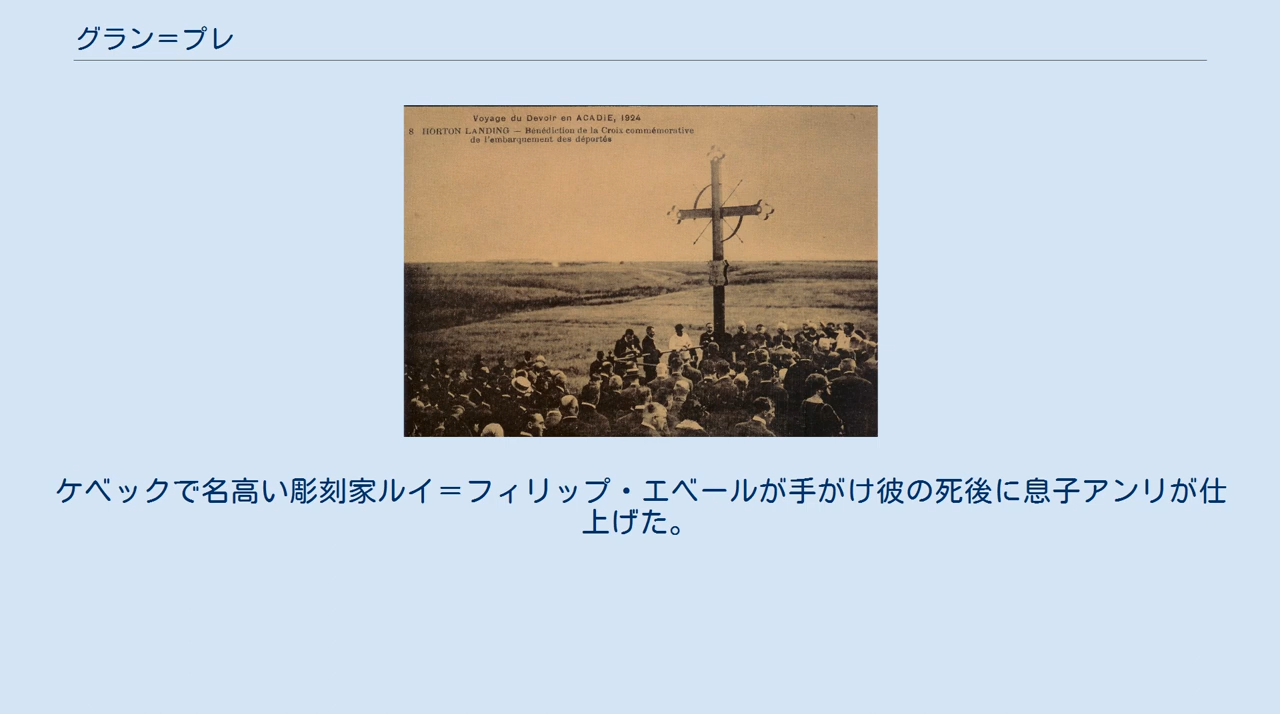 グラン＝プレ
Voyage du Devoir en ACADIE, 1924
8 HORTON LANDING — Bénédiction de la Croix commémorative
de l'embarquement des déportés
ケベックで名高い彫刻家ルイ＝フィリップ・エベールが手がけ彼の死後に息子アンリが仕
上げた。